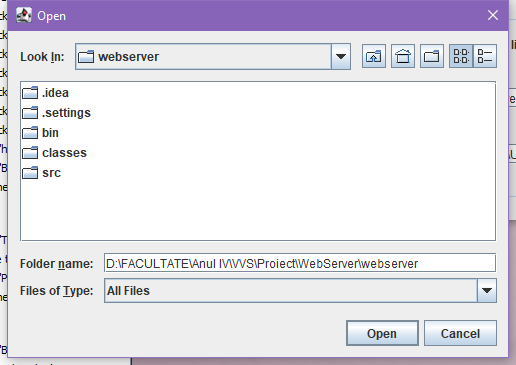 Open
Look In: webserver
.idea
.settings
bin
classes
src
Folder name: D:\FACULTATE\Anul IV\VVS\Proiect\WebServer\webserver
Files of Type: All Files
Open Cancel